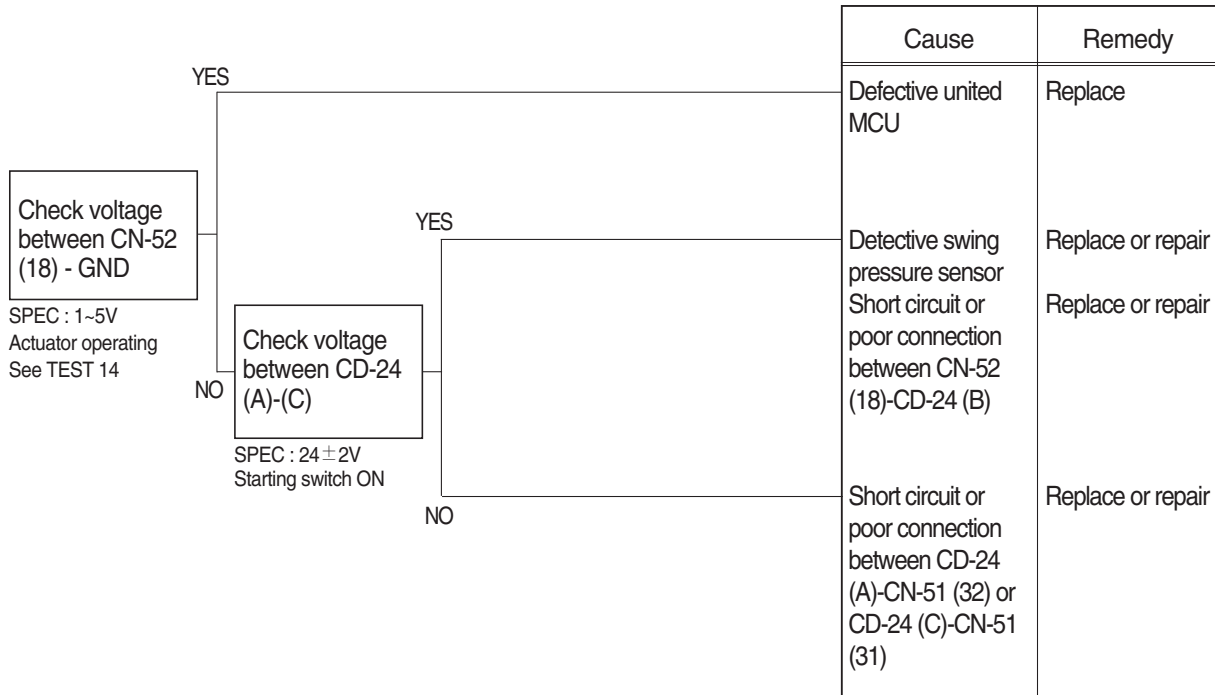 Cause
Remedy
YES
Defective united
MCU
Replace
Check voltage
between CN-52
(18) - GND
SPEC : 1~5V
Actuator operating
See TEST 14
YES
Detective swing
pressure sensor
Replace or repair
Short circuit or
poor connection
between CN-52
(18)-CD-24 (B)
Replace or repair
NO
Check voltage
between CD-24
(A)-(C)
SPEC : 24±2V
Starting switch ON
NO
Short circuit or
poor connection
between CD-24
(A)-CN-51 (32) or
CD-24 (C)-CN-51
(31)
Replace or repair